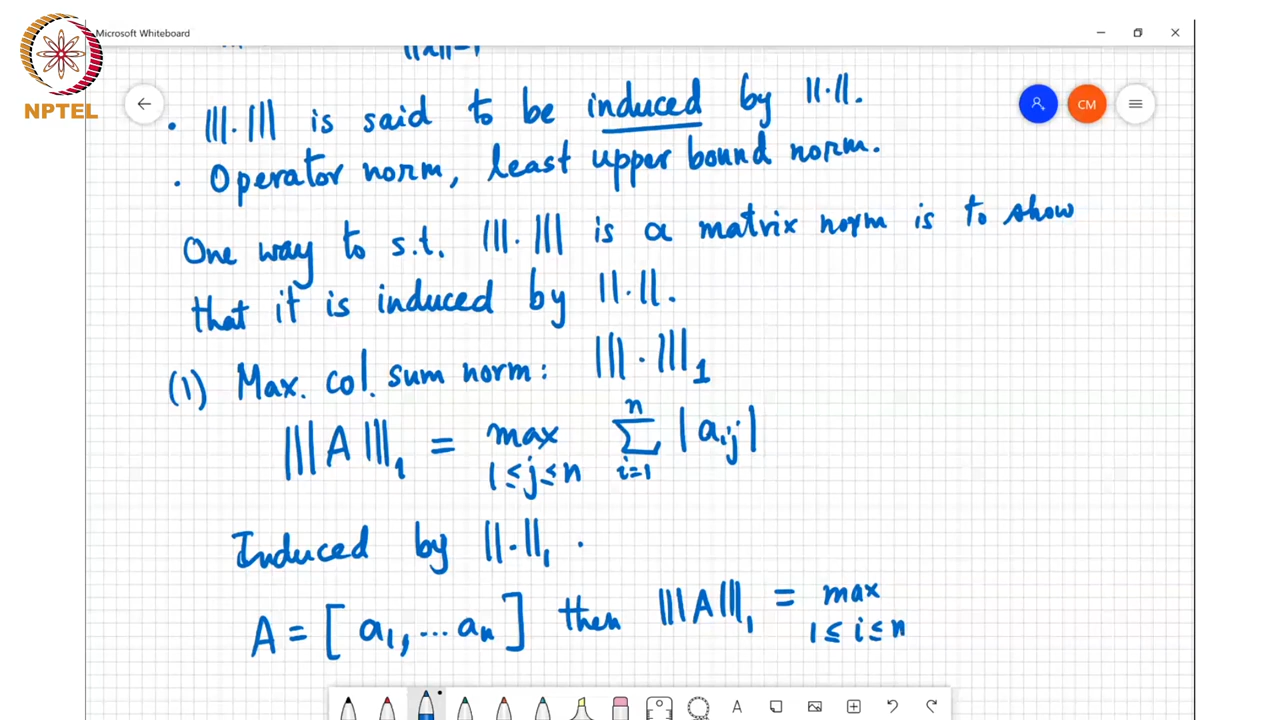 Microsoft Whiteboard
||x||=1
NPTEL
CM
• |||·||| is said to be induced by ||·||.
• Operator norm, least upper bound norm.
One way to s.t. |||·||| is a matrix norm is to show
that it is induced by ||·||.
(1) Max. col. sum norm: |||·|||₁
|||A|||₁ = max 1≤j≤n n Σ i=1 |aᵢⱼ|
Induced by ||·||₁.
A = [a₁, ... aₙ] then |||A|||₁ = max 1≤i≤n
A